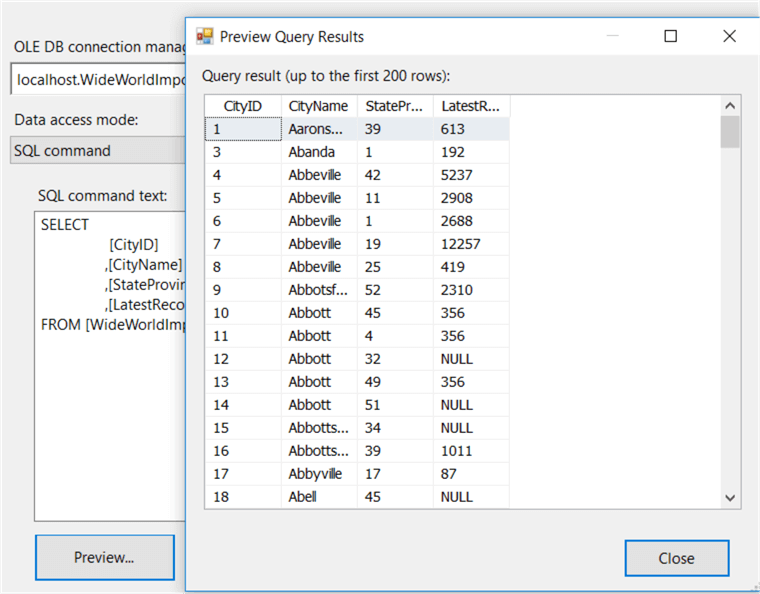 OLE DB connection manag
localhost.WideWorldImpo
Data access mode:
SQL command
SQL command text:
SELECT
[CityID]
,[CityName]
,[StateProvin
,[LatestReco
FROM [WideWorldImp
Preview...
Preview Query Results
Query result (up to the first 200 rows):
CityID CityName StatePr... LatestR...
1 Aarons... 39 613
3 Abanda 1 192
4 Abbeville 42 5237
5 Abbeville 11 2908
6 Abbeville 1 2688
7 Abbeville 19 12257
8 Abbeville 25 419
9 Abbotsf... 52 2310
10 Abbott 45 356
11 Abbott 4 356
12 Abbott 32 NULL
13 Abbott 49 356
14 Abbott 51 NULL
15 Abbotts... 34 NULL
16 Abbotts... 39 1011
17 Abbyville 17 87
18 Abell 45 NULL
Close